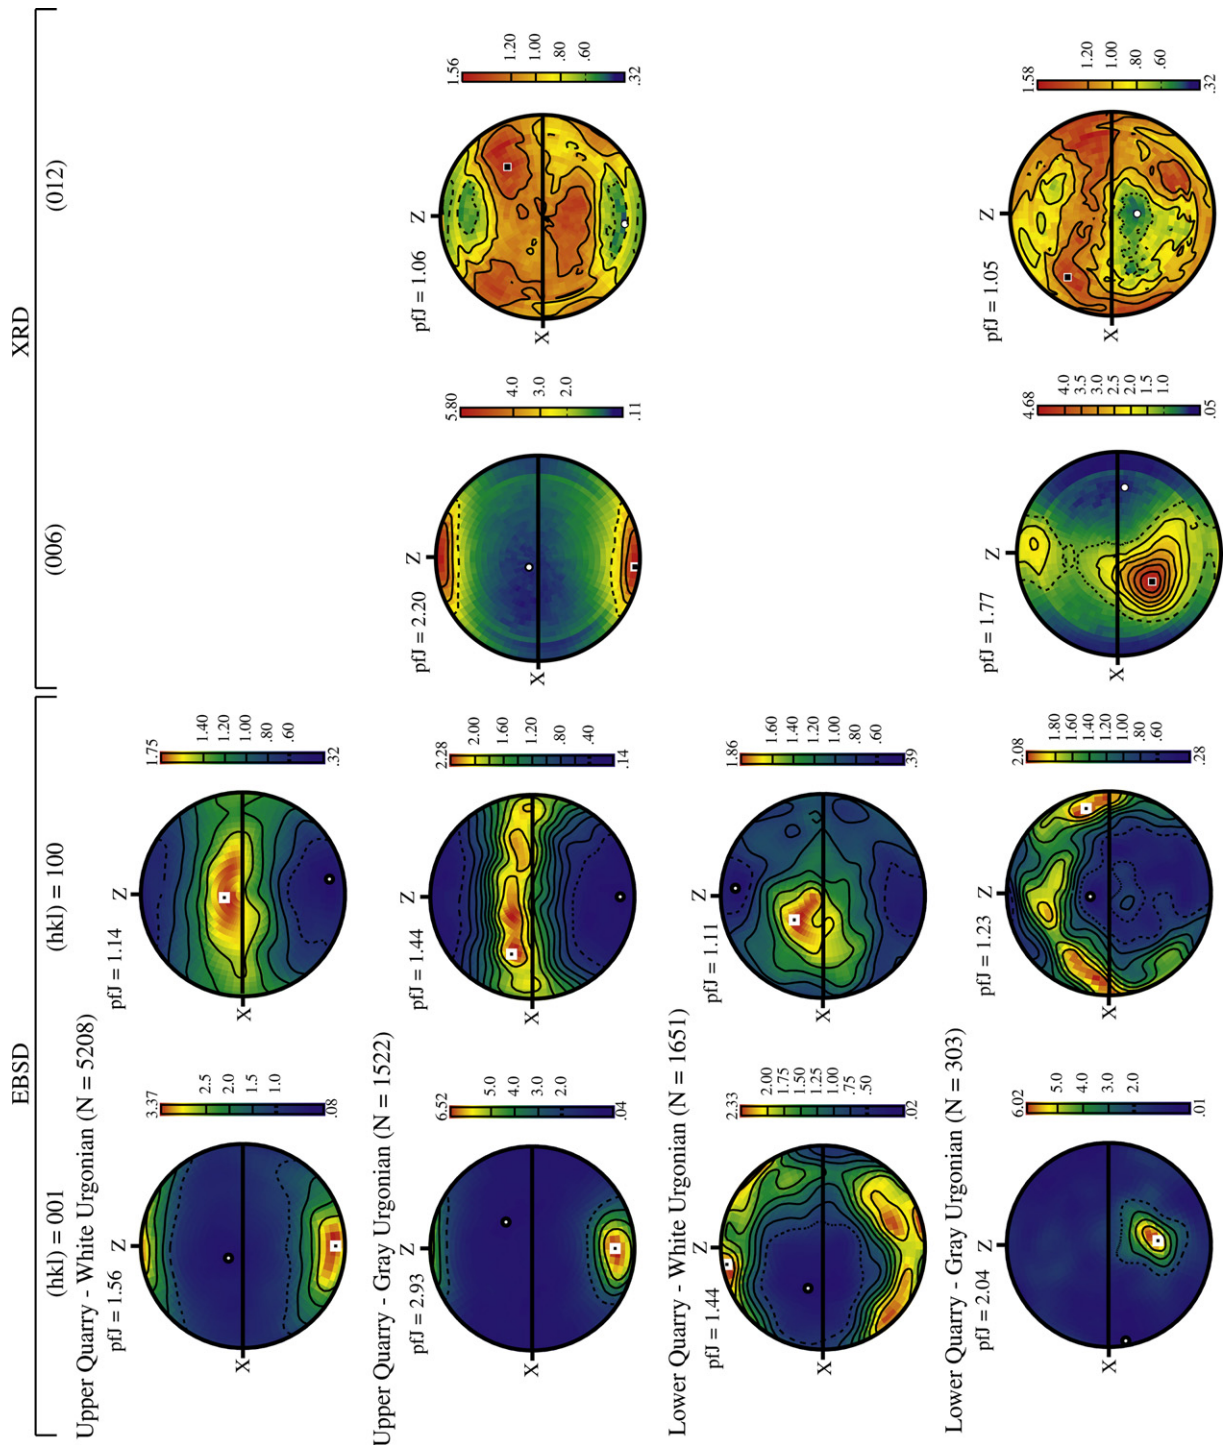 EBSD
XRD
(hkl) = 001
(hkl) = 100
(006)
(012)
Upper Quarry - White Urgonian (N = 5208)
pfJ = 1.56
Z
X
3.37
2.5
2.0
1.5
1.0
.08
pfJ = 1.14
Z
X
1.75
1.40
1.20
1.00
.80
.60
.32
Upper Quarry - Gray Urgonian (N = 1522)
pfJ = 2.93
Z
X
6.52
5.0
4.0
3.0
2.0
.04
pfJ = 1.44
Z
X
2.28
2.00
1.60
1.20
.80
.40
.14
pfJ = 2.20
Z
X
5.80
4.0
3.0
2.0
.11
pfJ = 1.06
Z
X
1.56
1.20
1.00
.80
.60
.32
Lower Quarry - White Urgonian (N = 1651)
pfJ = 1.44
Z
X
2.33
2.00
1.75
1.50
1.25
1.00
.75
.50
.02
pfJ = 1.11
Z
X
1.86
1.60
1.40
1.20
1.00
.80
.60
.39
Lower Quarry - Gray Urgonian (N = 303)
pfJ = 2.04
Z
X
6.02
5.0
4.0
3.0
2.0
.01
pfJ = 1.23
Z
X
2.08
1.80
1.60
1.40
1.20
1.00
.80
.60
.28
pfJ = 1.77
Z
X
4.68
4.0
3.5
3.0
2.5
2.0
1.5
1.0
.05
pfJ = 1.05
Z
X
1.58
1.20
1.00
.80
.60
.32